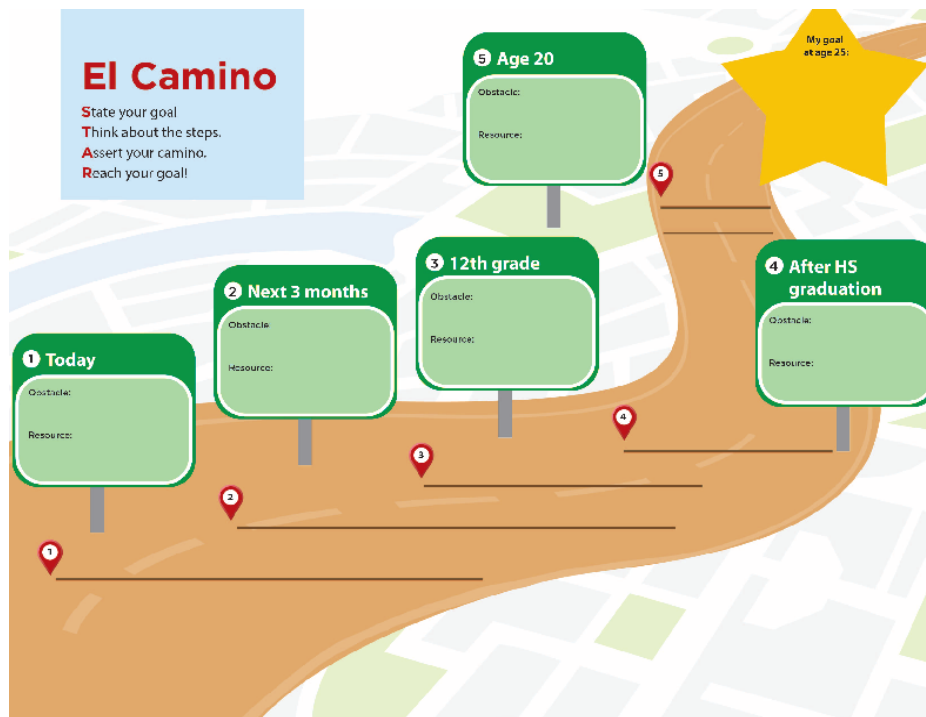 El Camino
State your goal
Think about the steps.
Assert your camino.
Reach your goal!
My goal
at age 25:
5 Age 20
Obstacle:
Resource:
5
3 12th grade
Obstacle:
Resource:
4 After HS
graduation
Obstacle:
Resource:
2 Next 3 months
Obstacle:
Resource:
1 Today
Obstacle:
Resource:
4
3
2
1